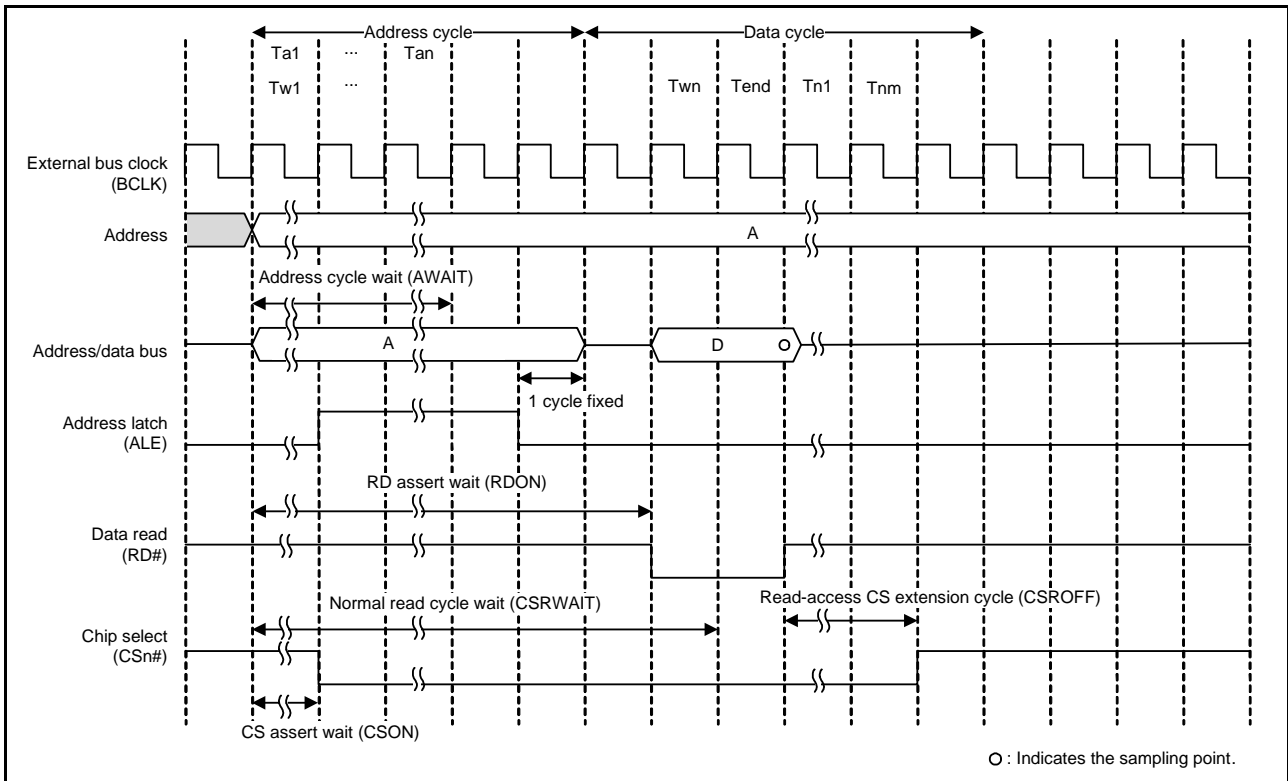 Address cycle Data cycle
Ta1 ... Tan
Tw1 ... Twn Tend Tn1 Tnm
External bus clock
(BCLK)
Address
A
Address cycle wait (AWAIT)
Address/data bus
A
D
1 cycle fixed
Address latch
(ALE)
RD assert wait (RDON)
Data read
(RD#)
Normal read cycle wait (CSRWAIT)
Read-access CS extension cycle (CSROFF)
Chip select
(CSn#)
CS assert wait (CSON)
: Indicates the sampling point.